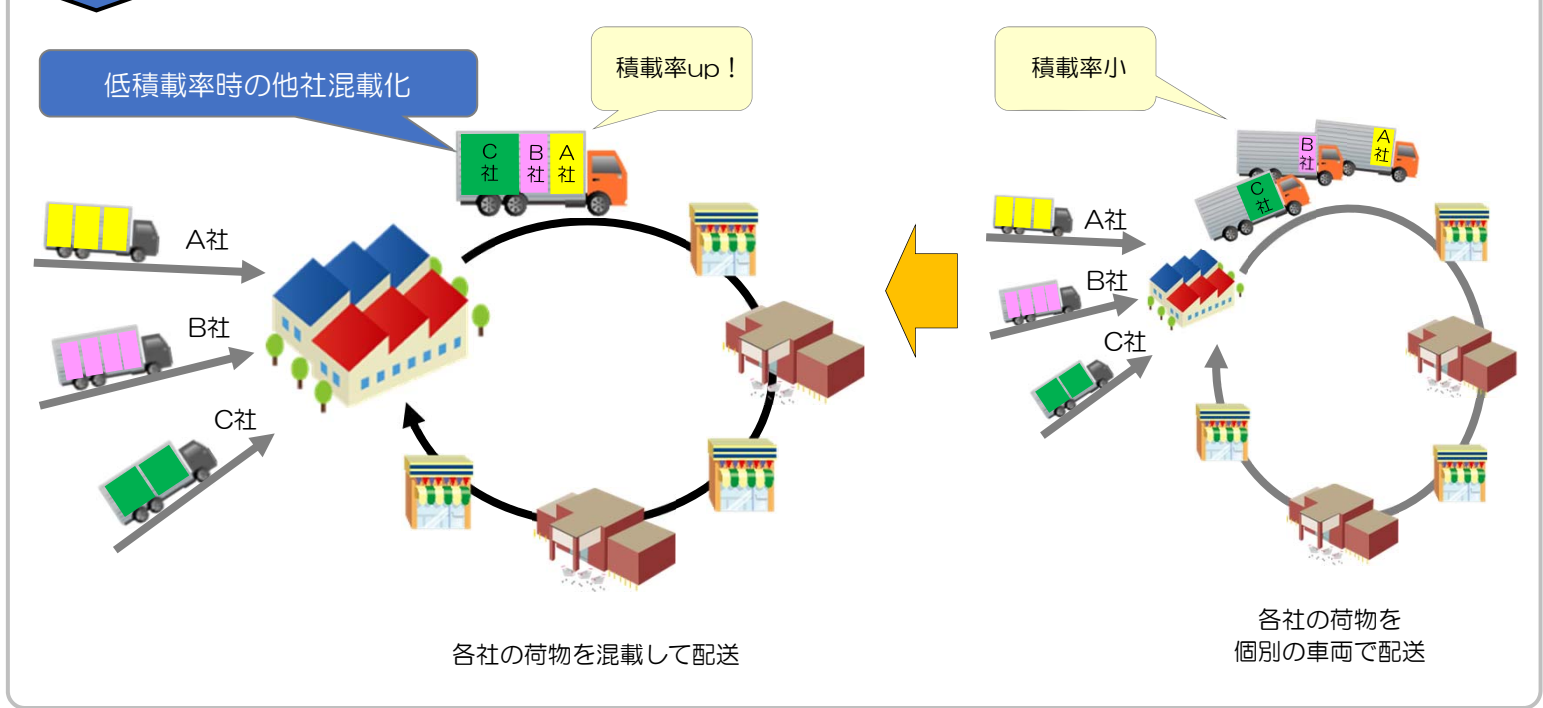 低積載率時の他社混載化
積載率up！
C
社
B
社
A
社
A社
B社
C社
各社の荷物を混載して配送
積載率小
B
社
A
社
C
社
A社
B社
C社
各社の荷物を
個別の車両で配送